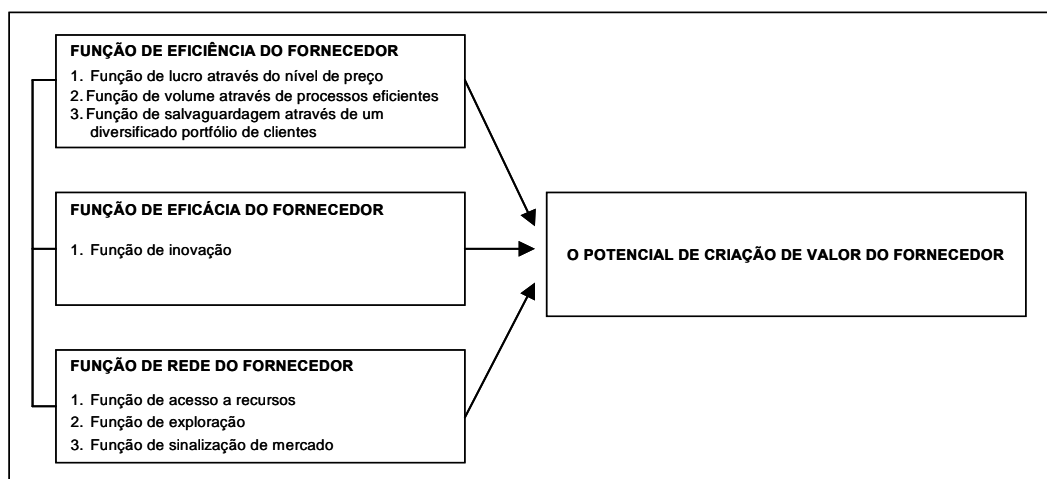 FUNÇÃO DE EFICIÊNCIA DO FORNECEDOR
1. Função de lucro através do nível de preço
2. Função de volume através de processos eficientes
3. Função de salvaguardagem através de um
diversificado portfólio de clientes
FUNÇÃO DE EFICÁCIA DO FORNECEDOR
1. Função de inovação
O POTENCIAL DE CRIAÇÃO DE VALOR DO FORNECEDOR
FUNÇÃO DE REDE DO FORNECEDOR
1. Função de acesso a recursos
2. Função de exploração
3. Função de sinalização de mercado